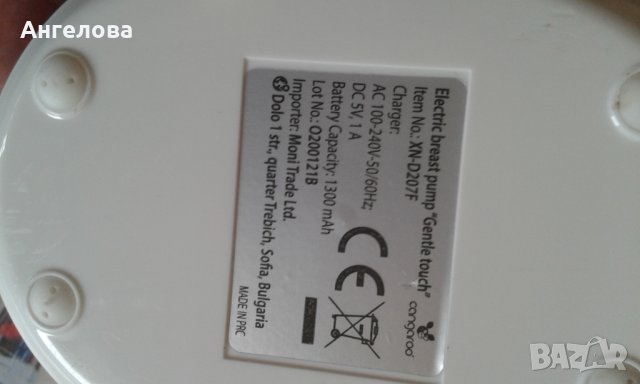 Ангелова
Electric breast pump "Gentle touch"
Item No.: XN-D207F
Charger:
AC 100-240V-50/60Hz;
DC 5V, 1 A
Battery Capacity: 1300 mAh
Lot No.: O200121B
Importer: Moni Trade Ltd.
Dolo 1 str., quarter Trebich, Sofia, Bulgaria
MADE IN PRC
CE
cangaroo
BAZAR.bg